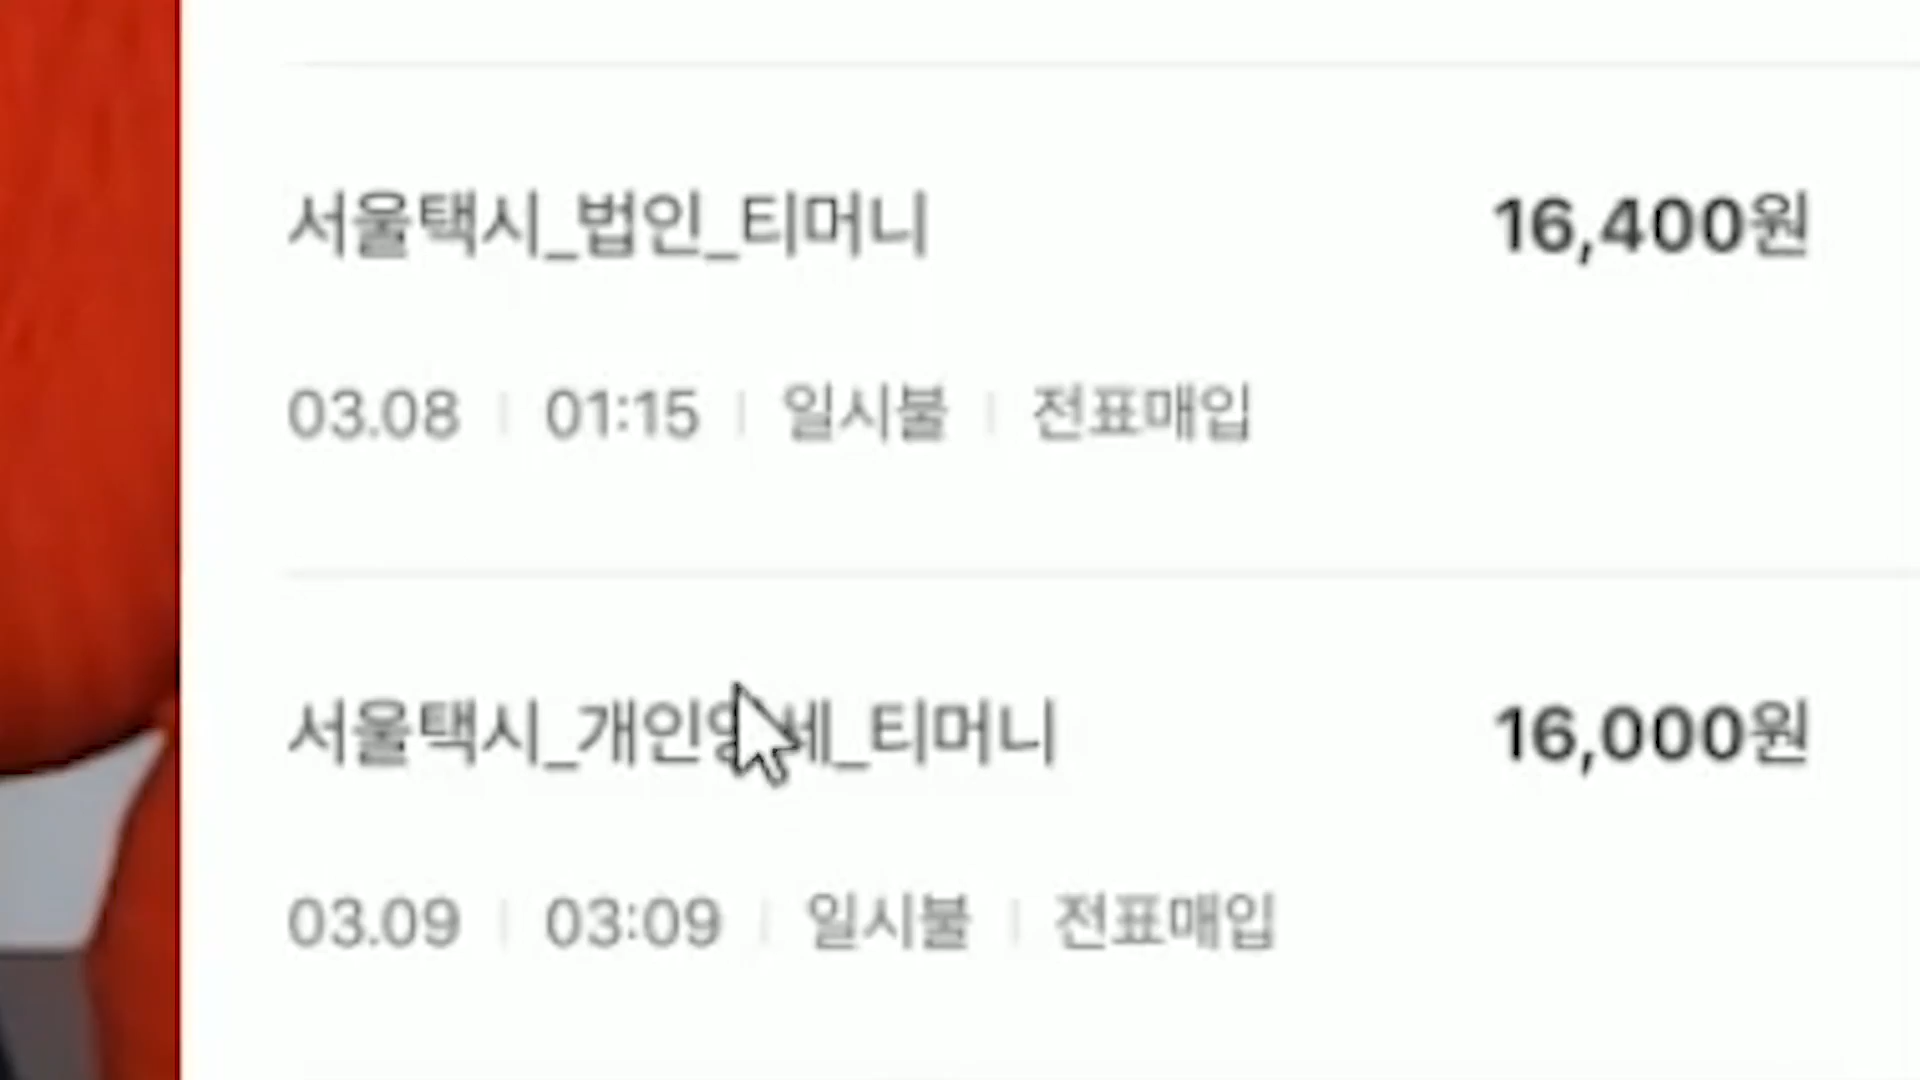 서울택시_법인_티머니 16,400원
03.08 | 01:15 | 일시불 | 전표매입
서울택시_개인영세_티머니 16,000원
03.09 | 03:09 | 일시불 | 전표매입